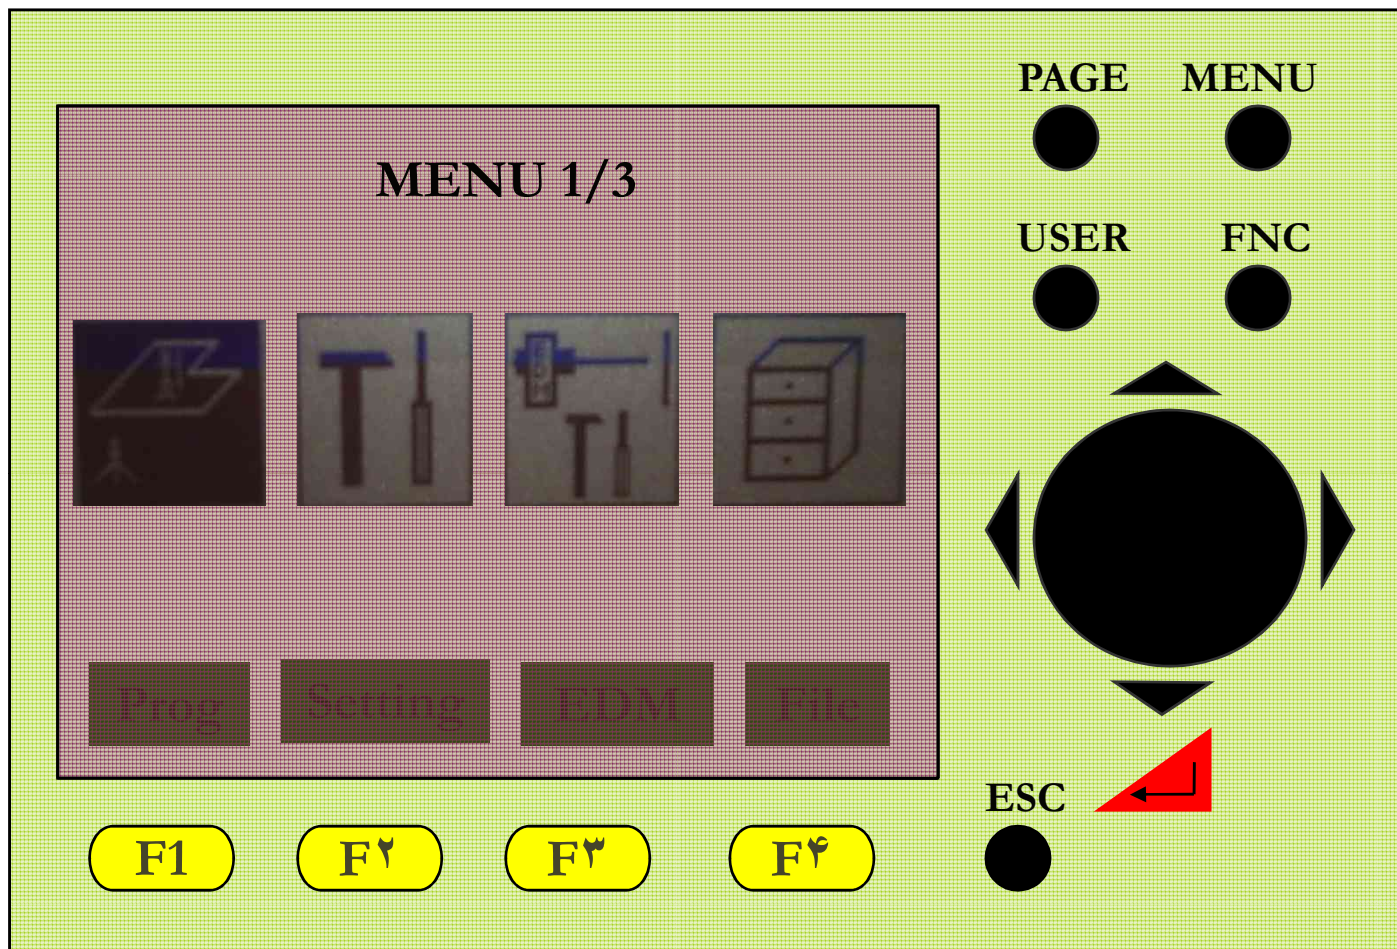 PAGE MENU
MENU 1/3
USER FNC
Prog Setting EDM File
ESC
F1 F۲ F۳ F۴